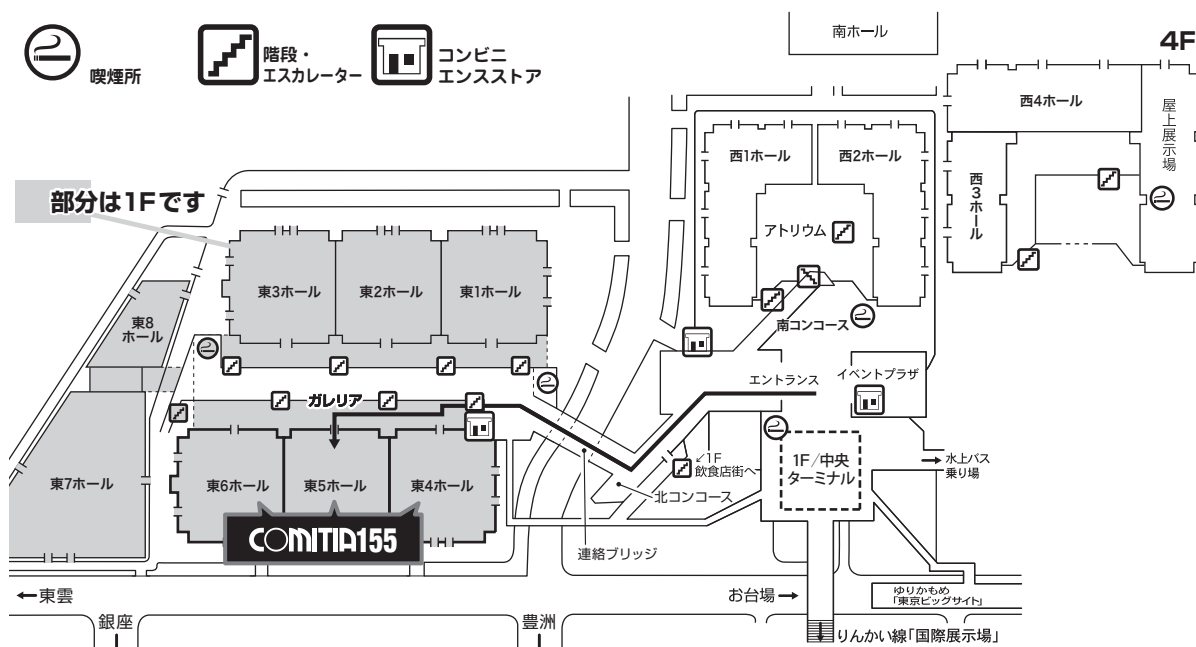 喫煙所
階段・
エスカレーター
コンビニ
エンスストア
南ホール
4F
西4ホール
屋上展示場
西1ホール
西2ホール
西3ホール
部分は1Fです
アトリウム
東3ホール
東2ホール
東1ホール
南コンコース
東8
ホール
エントランス
イベントプラザ
ガレリア
↙1F
飲食店街へ
1F/中央
ターミナル
→水上バス
乗り場
東7ホール
東6ホール
東5ホール
東4ホール
北コンコース
COMITIA155
連絡ブリッジ
←東雲
お台場→
ゆりかもめ
「東京ビッグサイト」
銀座
豊洲
りんかい線「国際展示場」